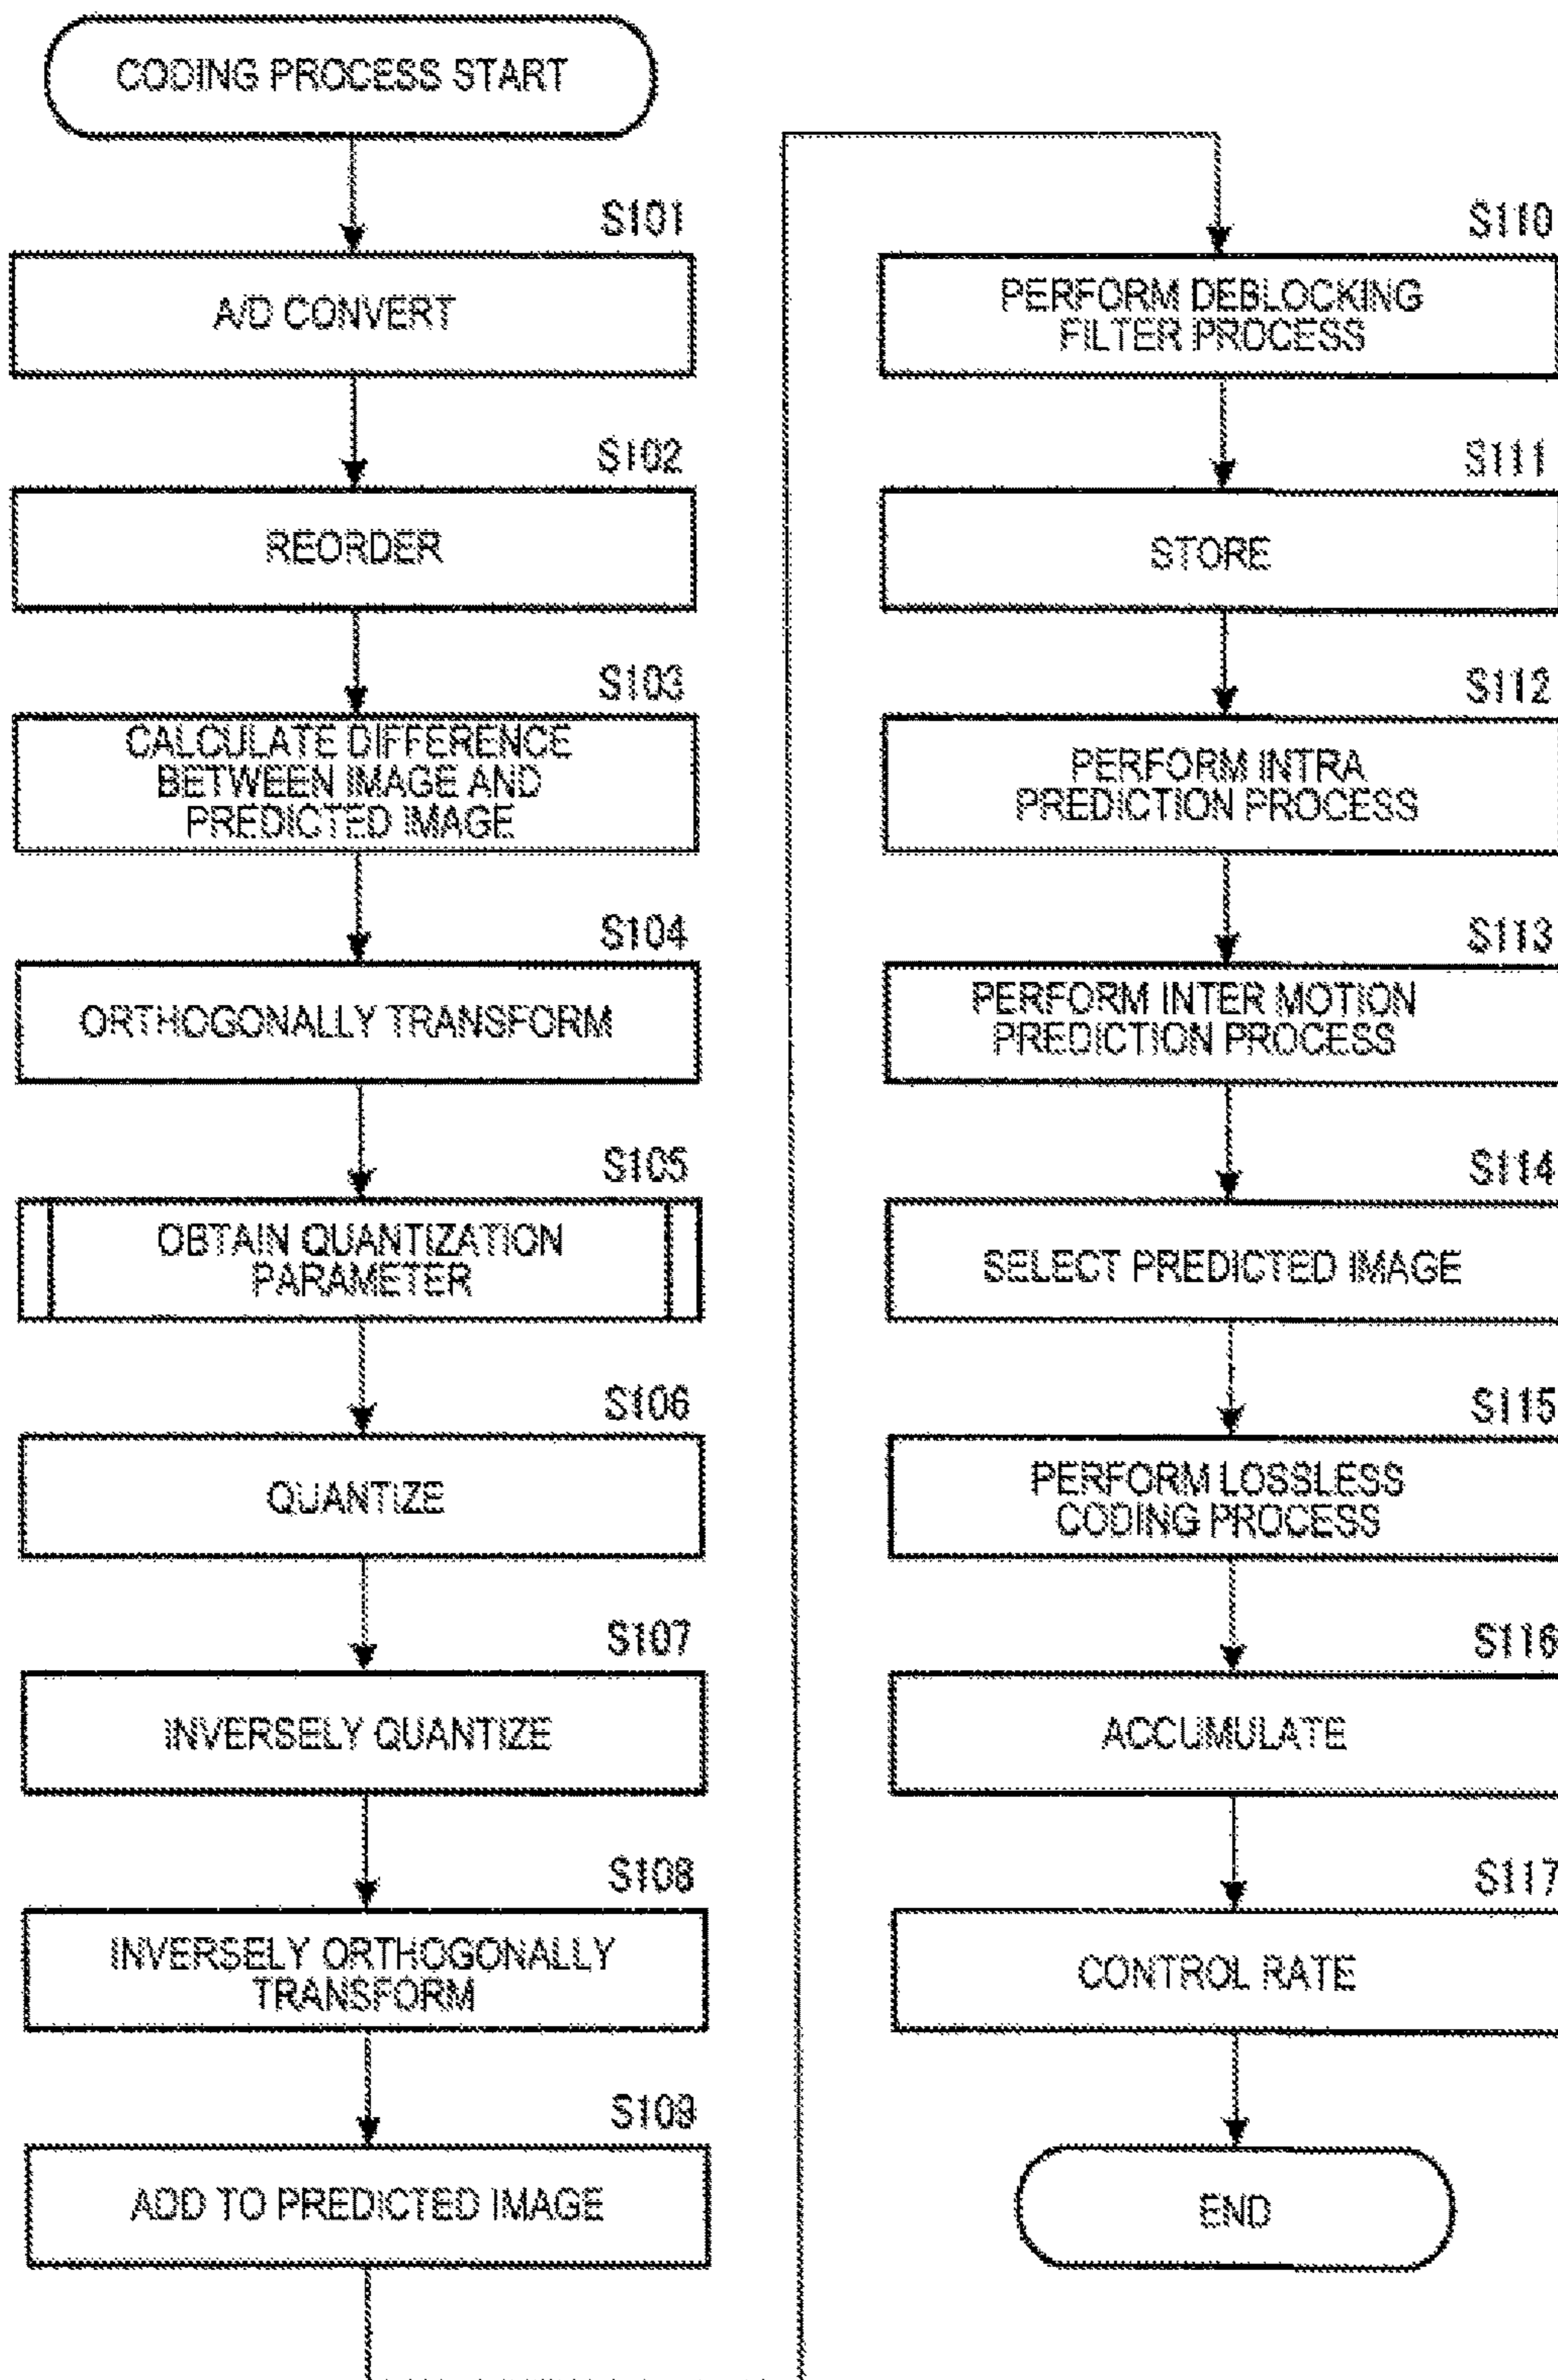 CODING PROCESS START
S101
A/D CONVERT
S102
REORDER
S103
CALCULATE DIFFERENCE
BETWEEN IMAGE AND
PREDICTED IMAGE
S104
ORTHOGONALLY TRANSFORM
S105
OBTAIN QUANTIZATION
PARAMETER
S106
QUANTIZE
S107
INVERSELY QUANTIZE
S108
INVERSELY ORTHOGONALLY
TRANSFORM
S109
ADD TO PREDICTED IMAGE
S110
PERFORM DEBLOCKING
FILTER PROCESS
S111
STORE
S112
PERFORM INTRA
PREDICTION PROCESS
S113
PERFORM INTER MOTION
PREDICTION PROCESS
S114
SELECT PREDICTED IMAGE
S115
PERFORM LOSSLESS
CODING PROCESS
S116
ACCUMULATE
S117
CONTROL RATE
END